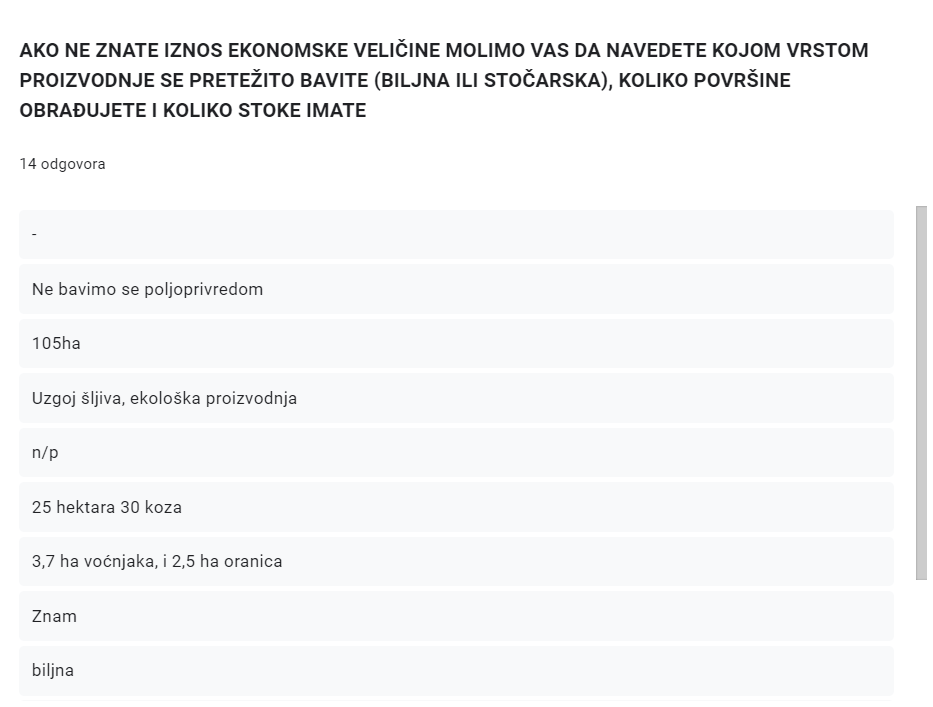 AKO NE ZNATE IZNOS EKONOMSKE VELIČINE MOLIMO VAS DA NAVEDETE KOJOM VRSTOM
PROIZVODNJE SE PRETEŽITO BAVITE (BILJNA ILI STOČARSKA), KOLIKO POVRŠINE
OBRAĐUJETE I KOLIKO STOKE IMATE
14 odgovora
-
Ne bavimo se poljoprivredom
105ha
Uzgoj šljiva, ekološka proizvodnja
n/p
25 hektara 30 koza
3,7 ha voćnjaka, i 2,5 ha oranica
Znam
biljna